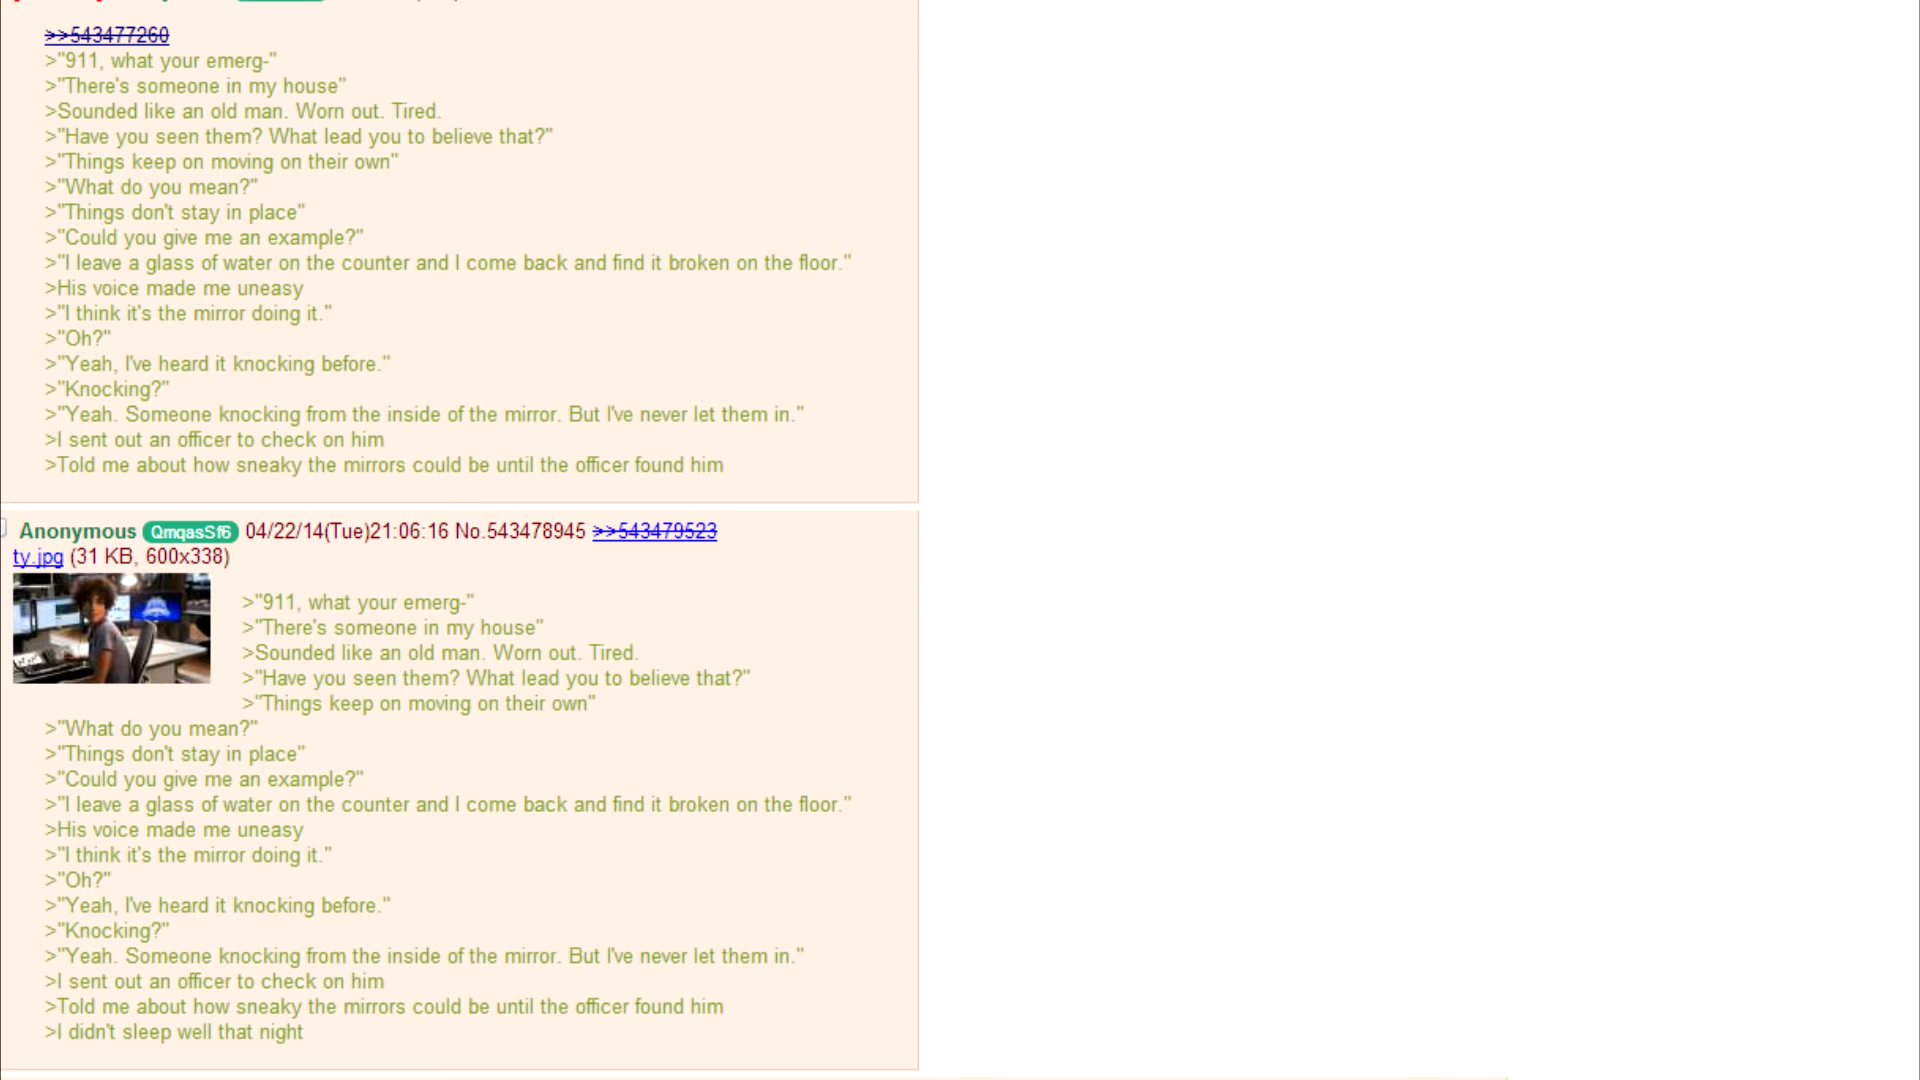 >>543477260
>"911, what your emerg-"
>"There's someone in my house"
>Sounded like an old man. Worn out. Tired.
>"Have you seen them? What lead you to believe that?"
>"Things keep on moving on their own"
>"What do you mean?"
>"Things don't stay in place"
>"Could you give me an example?"
>"I leave a glass of water on the counter and I come back and find it broken on the floor."
>His voice made me uneasy
>"I think it's the mirror doing it."
>"Oh?"
>"Yeah, I've heard it knocking before."
>"Knocking?"
>"Yeah. Someone knocking from the inside of the mirror. But I've never let them in."
>I sent out an officer to check on him
>Told me about how sneaky the mirrors could be until the officer found him
Anonymous QmqasSf6 04/22/14(Tue)21:06:16 No.543478945 >>543479523
ty.jpg (31 KB, 600x338)
>"911, what your emerg-"
>"There's someone in my house"
>Sounded like an old man. Worn out. Tired.
>"Have you seen them? What lead you to believe that?"
>"Things keep on moving on their own"
>"What do you mean?"
>"Things don't stay in place"
>"Could you give me an example?"
>"I leave a glass of water on the counter and I come back and find it broken on the floor."
>His voice made me uneasy
>"I think it's the mirror doing it."
>"Oh?"
>"Yeah, I've heard it knocking before."
>"Knocking?"
>"Yeah. Someone knocking from the inside of the mirror. But I've never let them in."
>I sent out an officer to check on him
>Told me about how sneaky the mirrors could be until the officer found him
>I didn't sleep well that night